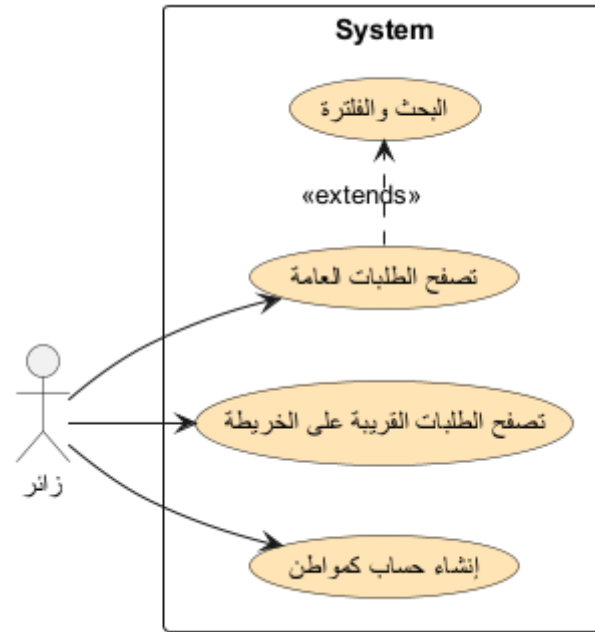 System
البحث والفلترة
«extends»
تصفح الطلبات العامة
تصفح الطلبات القريبة على الخريطة
زائر
إنشاء حساب كمواطن